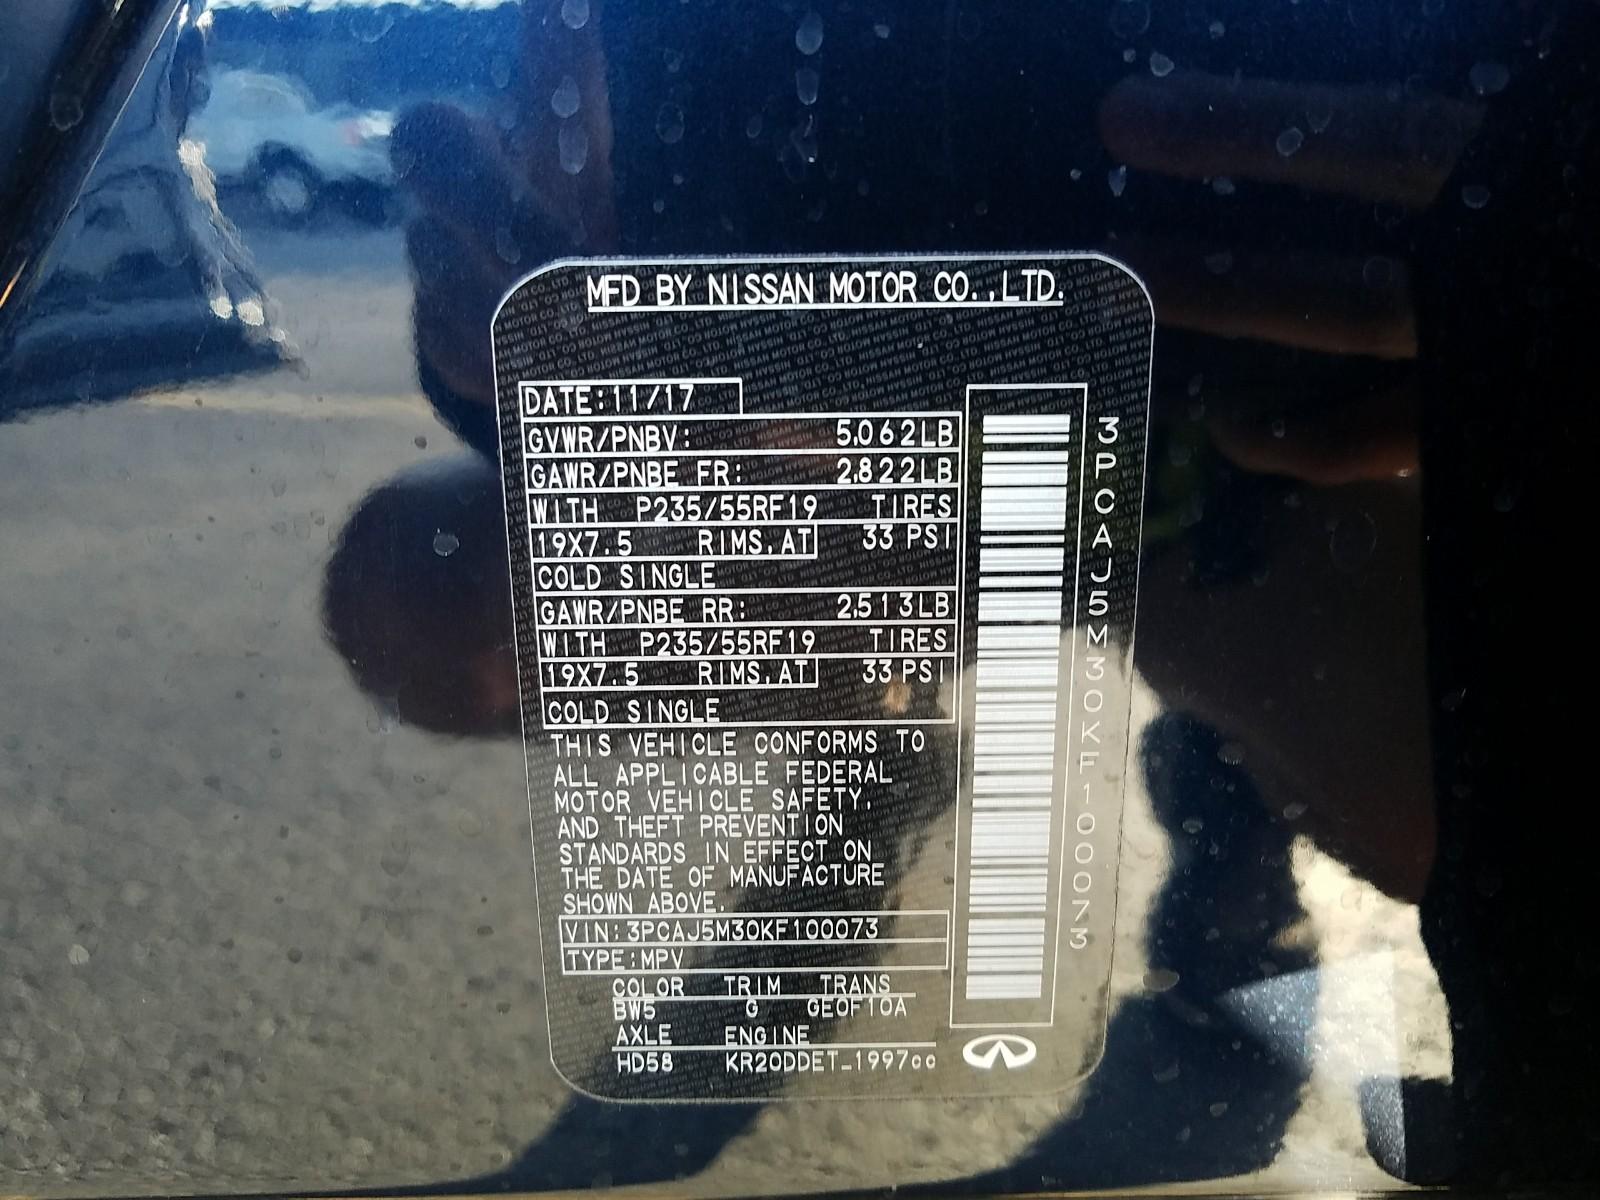 MFD BY NISSAN MOTOR CO.,LTD.
DATE:11/17
GVWR/PNBV: 5,062LB
GAWR/PNBE FR: 2,822LB
WITH P235/55RF19 TIRES
19X7.5 RIMS,AT 33 PSI
COLD SINGLE
GAWR/PNBE RR: 2,513LB
WITH P235/55RF19 TIRES
19X7.5 RIMS,AT 33 PSI
COLD SINGLE
THIS VEHICLE CONFORMS TO
ALL APPLICABLE FEDERAL
MOTOR VEHICLE SAFETY,
AND THEFT PREVENTION
STANDARDS IN EFFECT ON
THE DATE OF MANUFACTURE
SHOWN ABOVE.
VIN:3PCAJ5M30KF100073
TYPE:MPV
COLOR TRIM TRANS
BW5 G GE0F10A
AXLE ENGINE
HD58 KR20DDET-1997cc
3PCAJ5M30KF100073